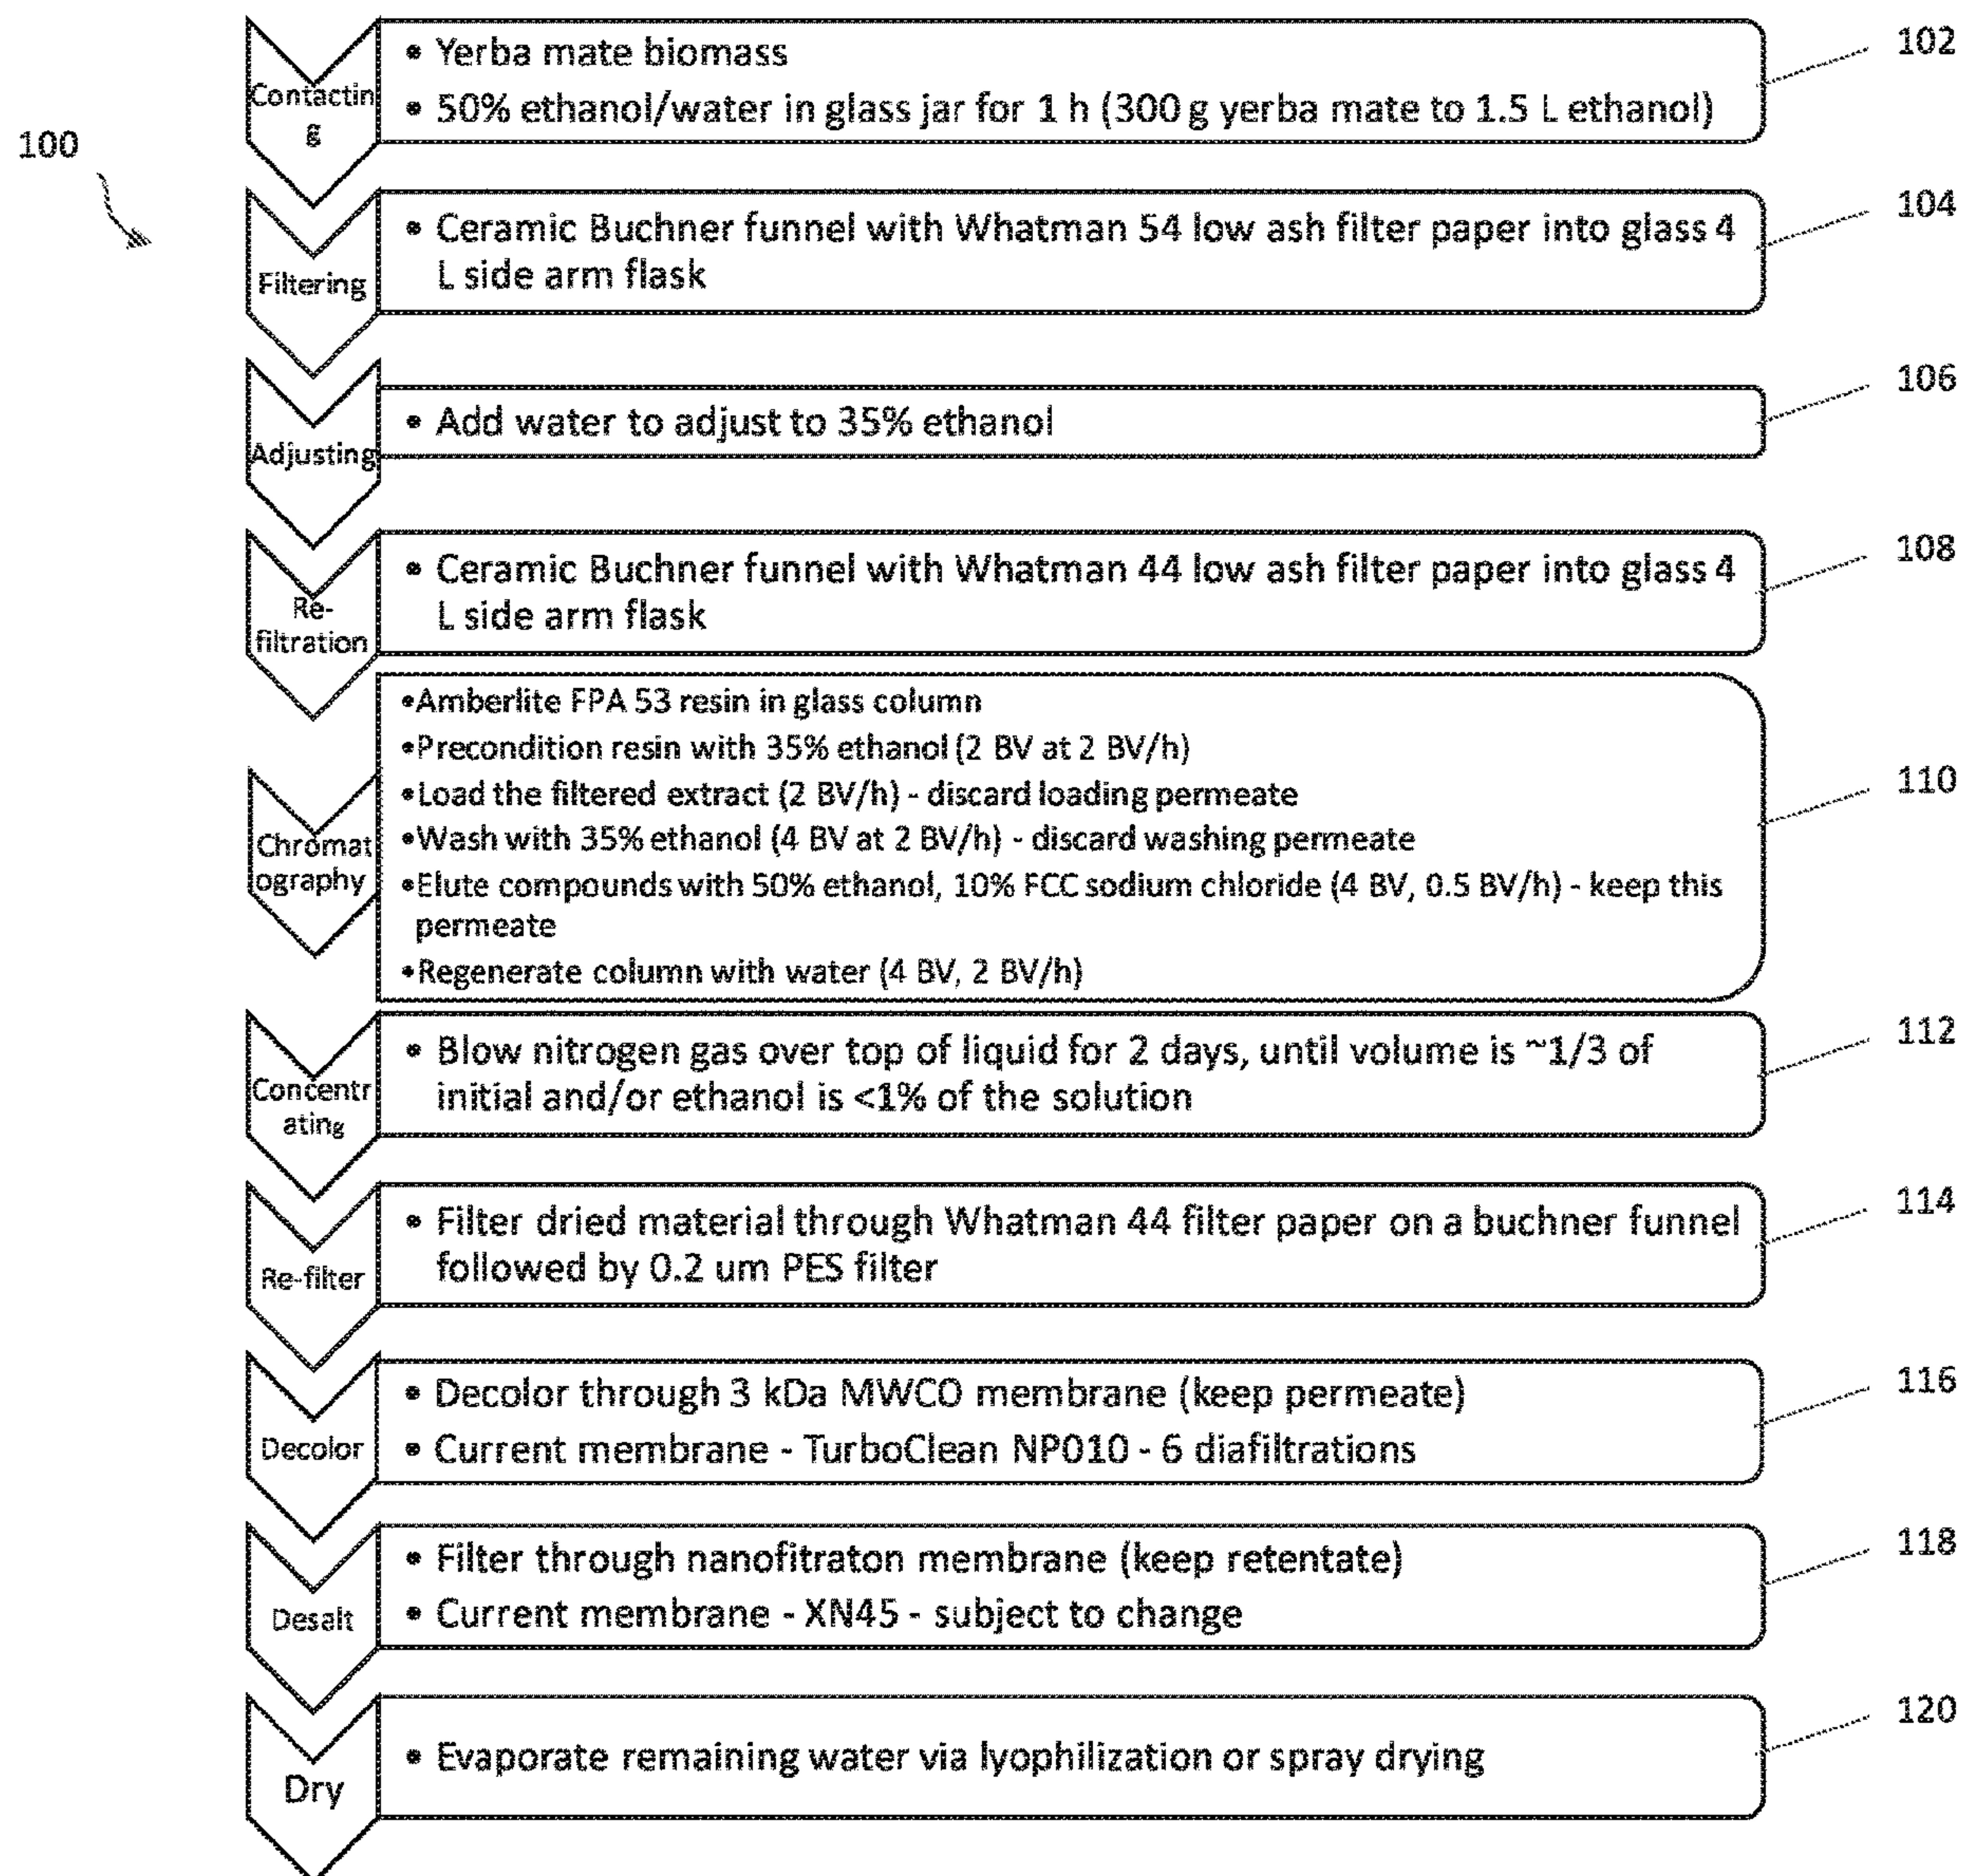 100
Contactin
g
• Yerba mate biomass
• 50% ethanol/water in glass jar for 1 h (300 g yerba mate to 1.5 L ethanol)
102
Filtering
• Ceramic Buchner funnel with Whatman 54 low ash filter paper into glass 4
L side arm flask
104
Adjusting
• Add water to adjust to 35% ethanol
106
Re-
filtration
• Ceramic Buchner funnel with Whatman 44 low ash filter paper into glass 4
L side arm flask
108
Chromat
ography
•Amberlite FPA 53 resin in glass column
•Precondition resin with 35% ethanol (2 BV at 2 BV/h)
•Load the filtered extract (2 BV/h) - discard loading permeate
•Wash with 35% ethanol (4 BV at 2 BV/h) - discard washing permeate
•Elute compounds with 50% ethanol, 10% FCC sodium chloride (4 BV, 0.5 BV/h) - keep this
permeate
•Regenerate column with water (4 BV, 2 BV/h)
110
Concentr
ating
• Blow nitrogen gas over top of liquid for 2 days, until volume is ~1/3 of
initial and/or ethanol is <1% of the solution
112
Re-filter
• Filter dried material through Whatman 44 filter paper on a buchner funnel
followed by 0.2 um PES filter
114
Decolor
• Decolor through 3 kDa MWCO membrane (keep permeate)
• Current membrane - TurboClean NP010 - 6 diafiltrations
116
Desalt
• Filter through nanofitraton membrane (keep retentate)
• Current membrane - XN45 - subject to change
118
Dry
• Evaporate remaining water via lyophilization or spray drying
120